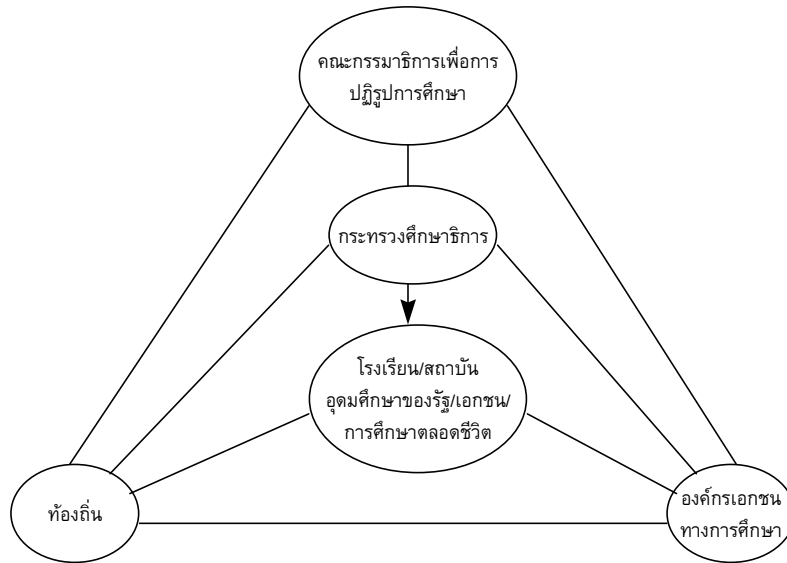 คณะกรรมาธิการเพื่อการ
ปฏิรูปการศึกษา
กระทรวงศึกษาธิการ
โรงเรียน/สถาบัน
อุดมศึกษาของรัฐ/เอกชน/
การศึกษาตลอดชีวิต
ท้องถิ่น
องค์กรเอกชน
ทางการศึกษา